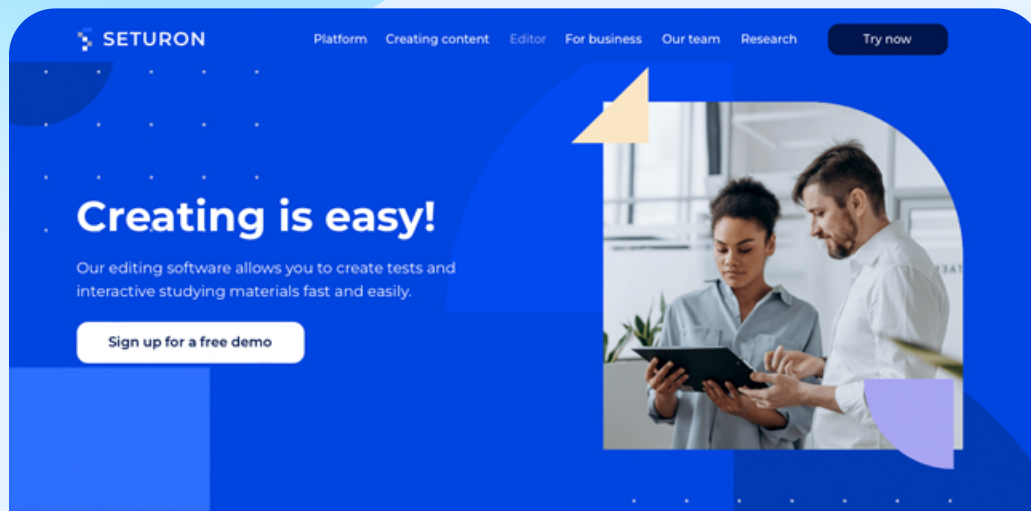 SETURON
Platform Creating content Editor For business Our team Research Try now
Creating is easy!
Our editing software allows you to create tests and
interactive studying materials fast and easily.
Sign up for a free demo